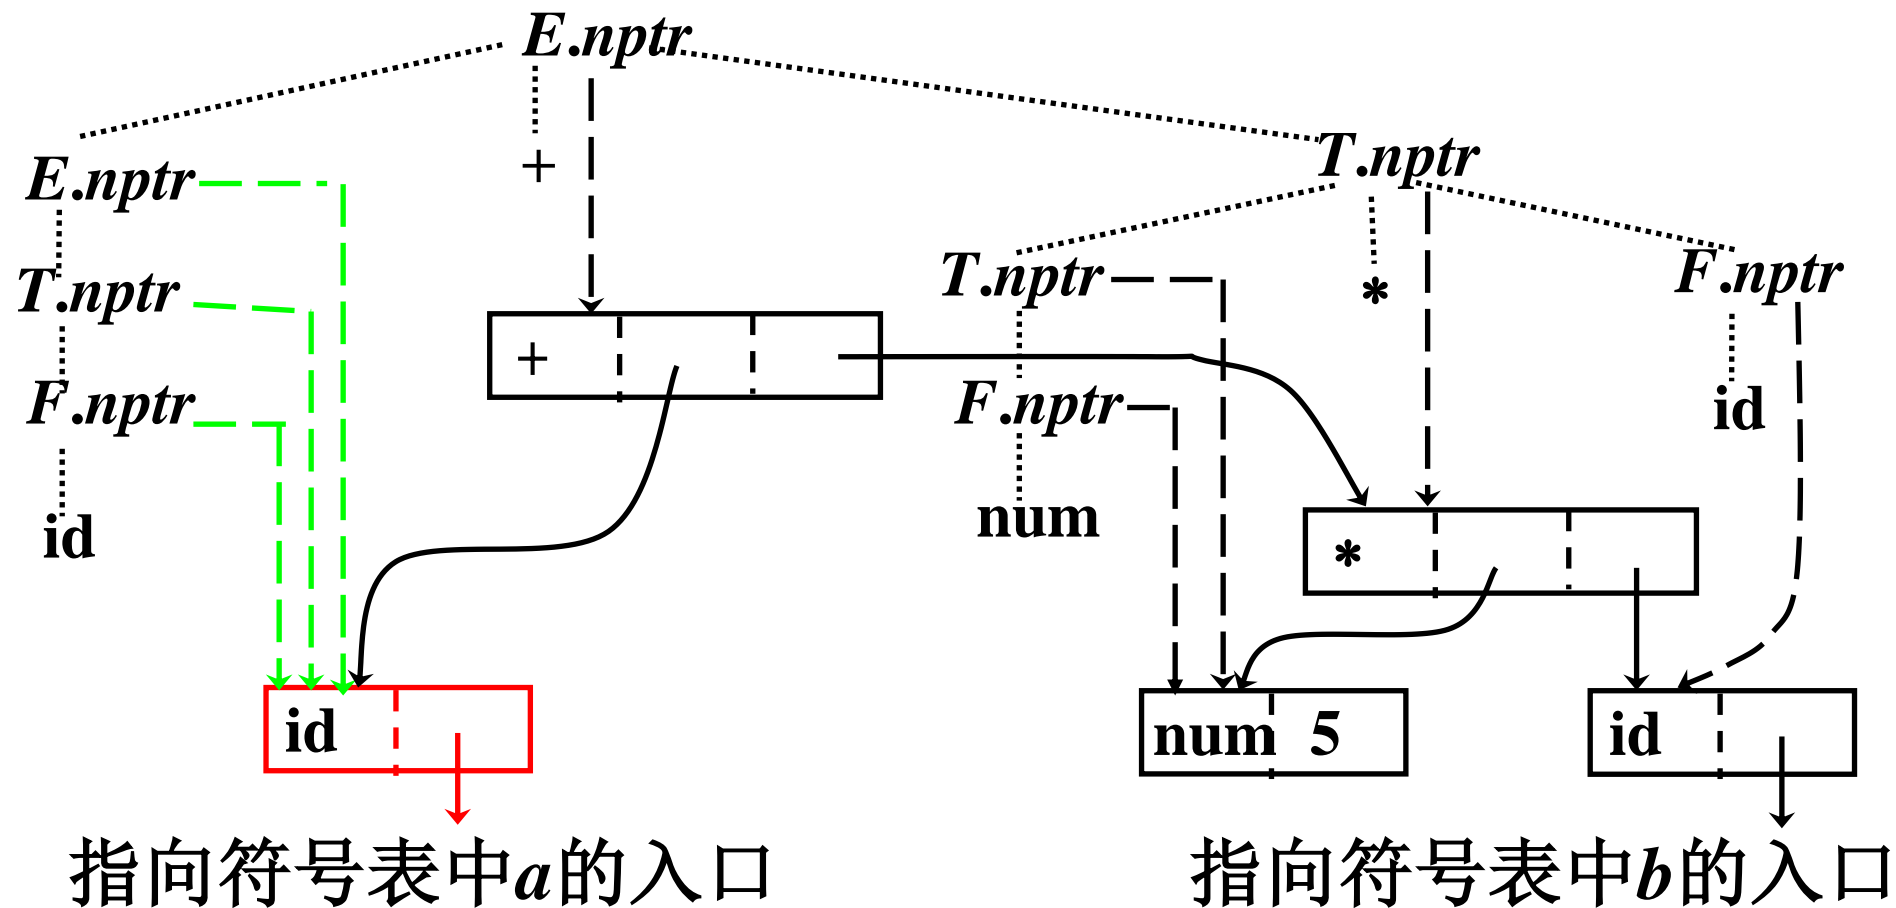 E.nptr
+
T.nptr
E.nptr
T.nptr
*
F.nptr
T.nptr
+
F.nptr
F.nptr
id
id
num
*
id
num 5
id
指向符号表中a的入口
指向符号表中b的入口